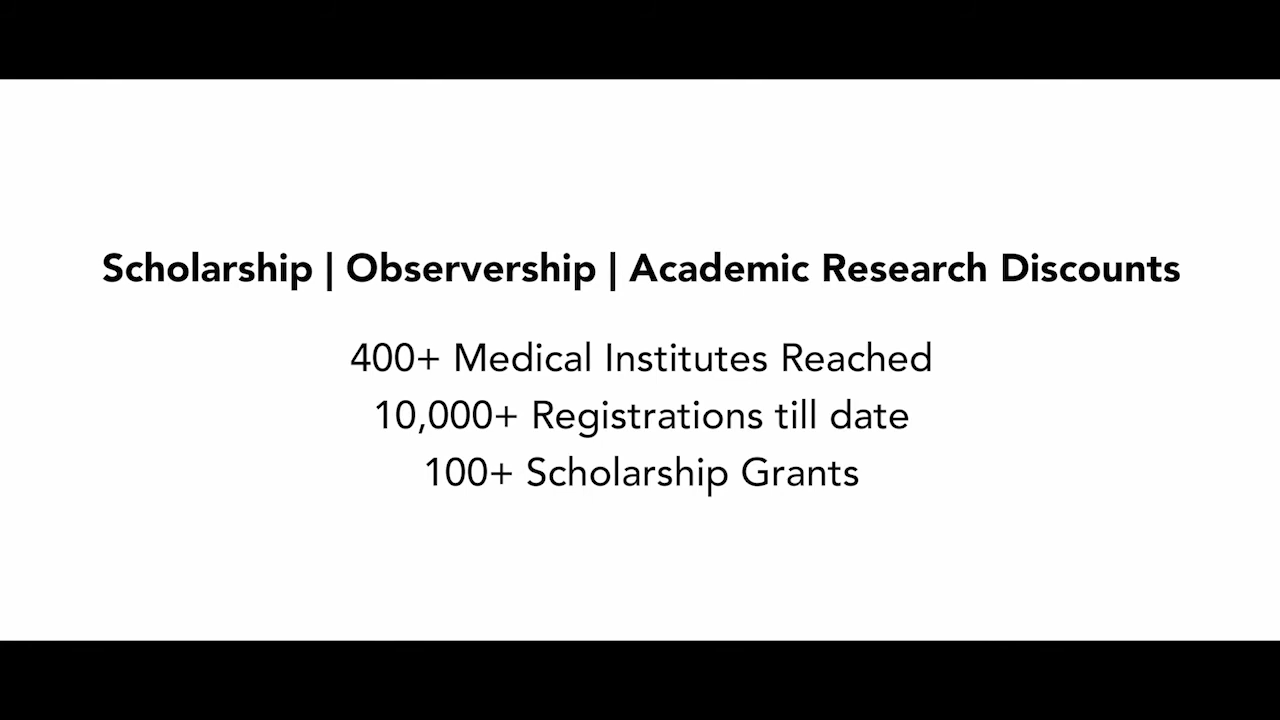 Scholarship | Observership | Academic Research Discounts
400+ Medical Institutes Reached
10,000+ Registrations till date
100+ Scholarship Grants